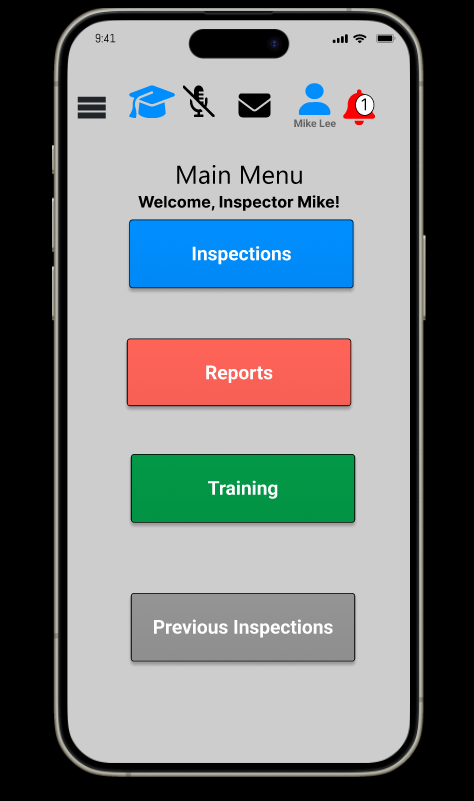 9:41
Mike Lee
1
Main Menu
Welcome, Inspector Mike!
Inspections
Reports
Training
Previous Inspections